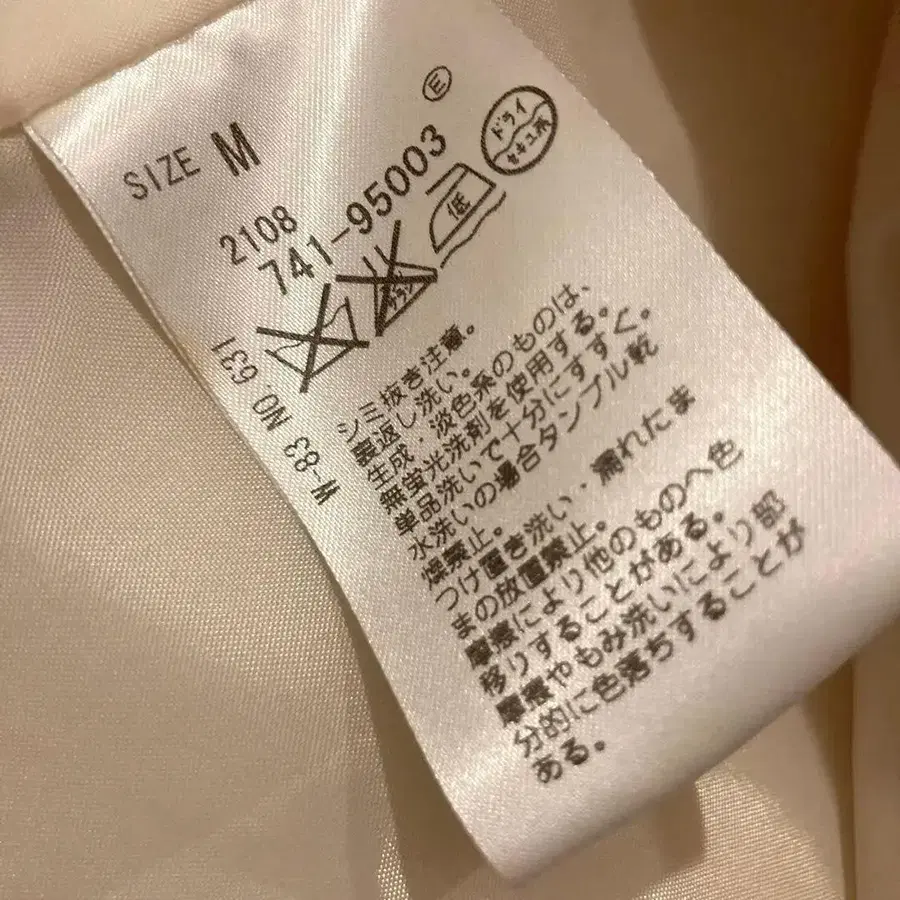 SIZE M
E
2108
741-95003
エンソサラシ
低
ドライ
セキユ系
W-83 NO.631
シミ抜き注意。
裏返し洗い。
生成・淡色系のものは、
無蛍光洗剤を使用する。
単品洗いで十分にすすぐ。
水洗いの場合タンブル乾
燥禁止。
つけ置き洗い・濡れたま
まの放置禁止。
摩擦により他のものへ色
移りすることがある。
摩擦やもみ洗いにより部
分的に色落ちすることが
ある。